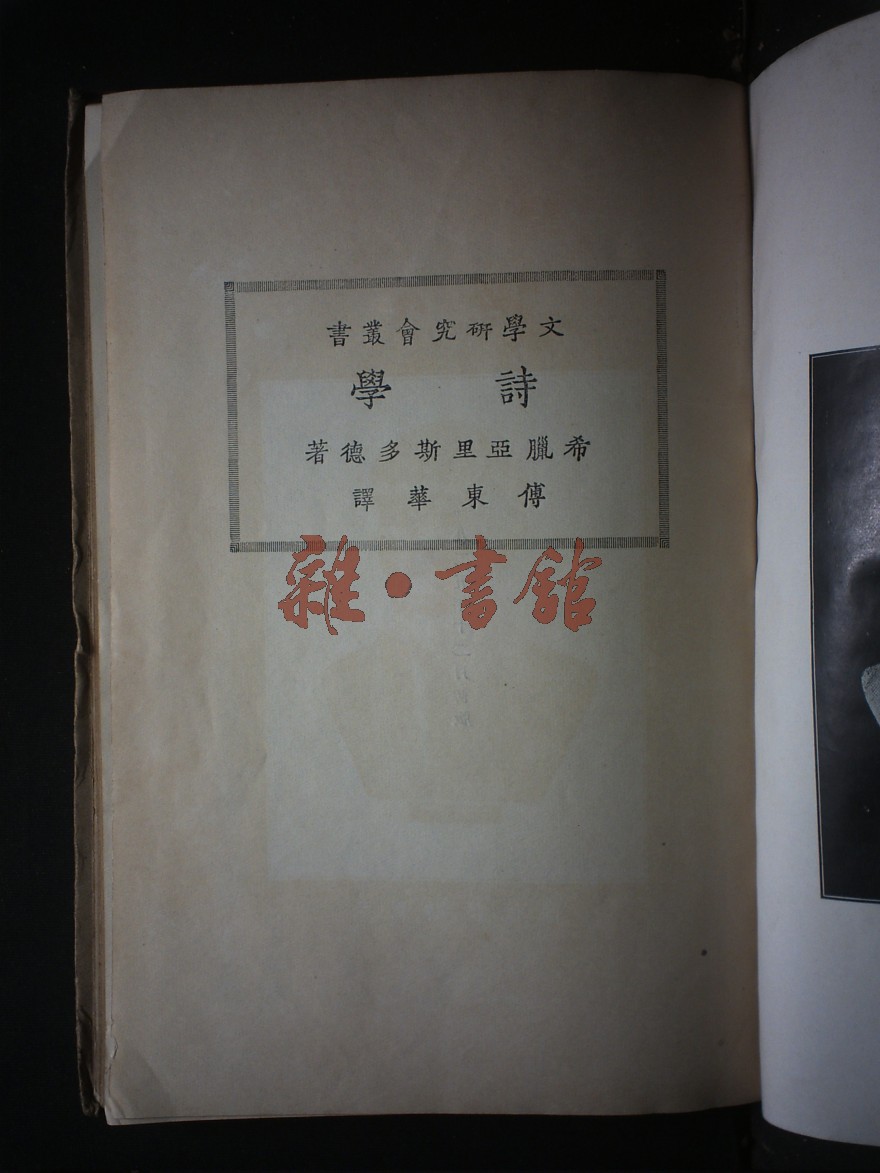 文學研究會叢書
詩學
希臘亞里斯多德著
傅東華譯
雜·書館